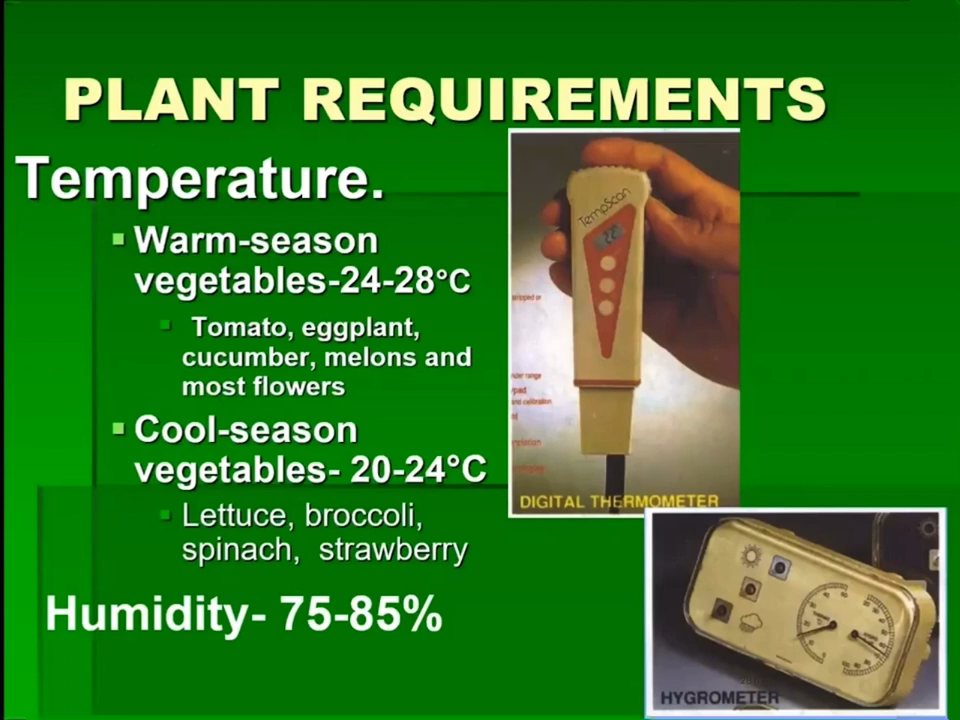 PLANT REQUIREMENTS
Temperature.
Warm-season
vegetables-24-28°C
Tomato, eggplant,
cucumber, melons and
most flowers
Cool-season
vegetables- 20-24°C
Lettuce, broccoli,
spinach, strawberry
Humidity- 75-85%
TempScan
22
DIGITAL THERMOMETER
HYGROMETER